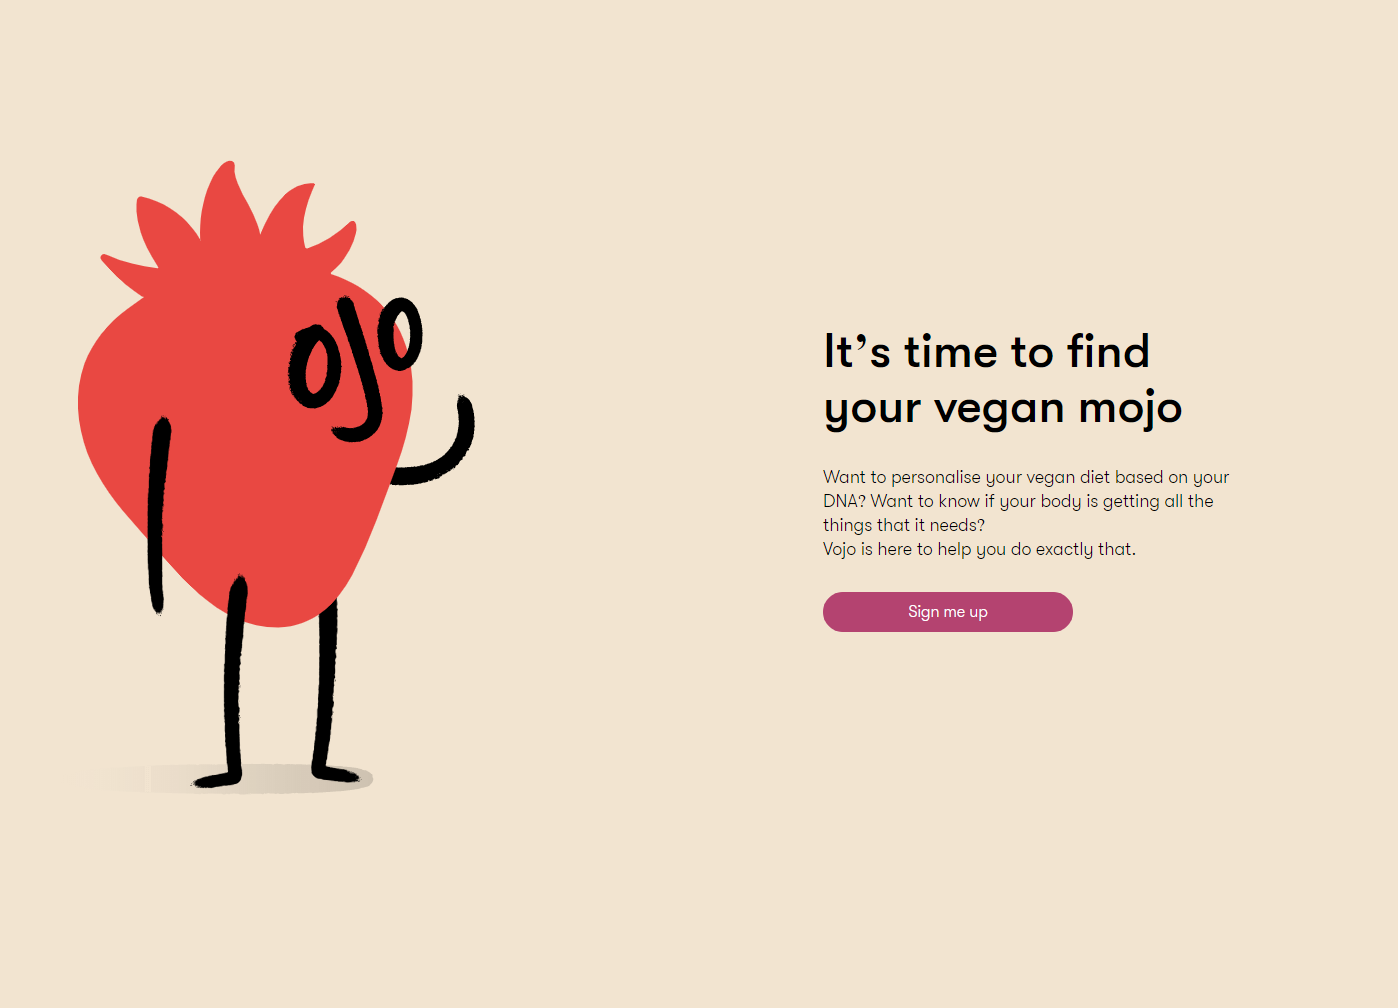 ojo
It’s time to find
your vegan mojo
Want to personalise your vegan diet based on your
DNA? Want to know if your body is getting all the
things that it needs?
Vojo is here to help you do exactly that.
Sign me up